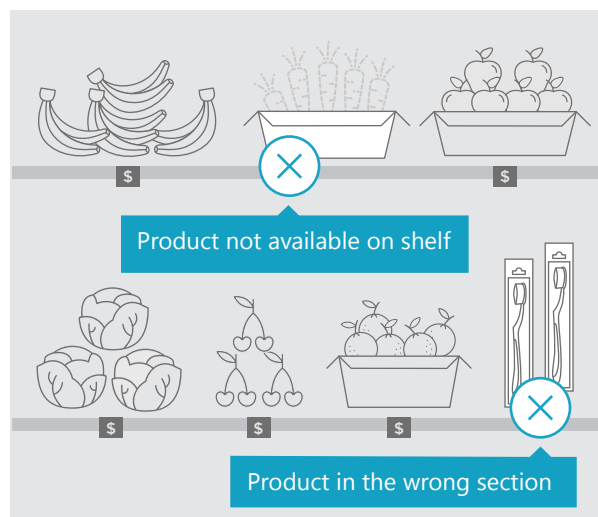 $ $
Product not available on shelf
$ $ $
Product in the wrong section